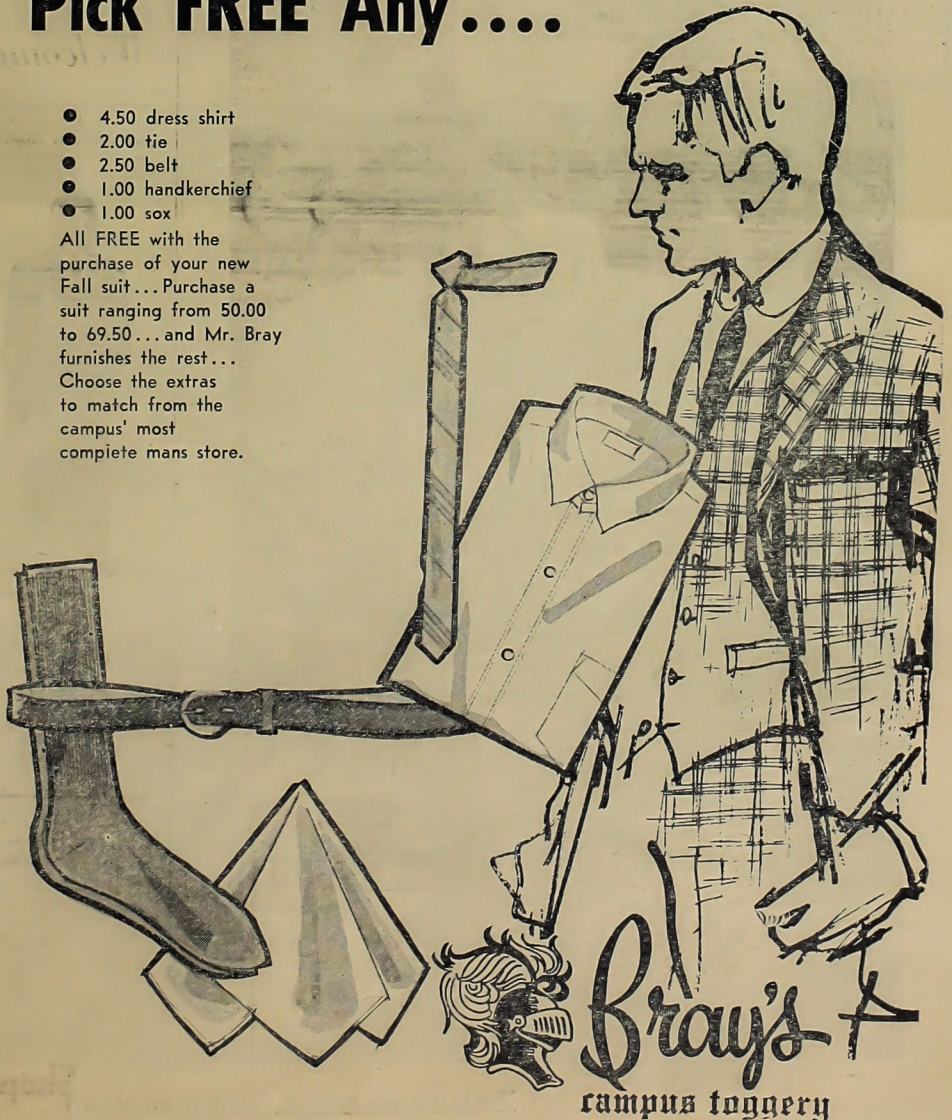 Pick FREE Any....
● 4.50 dress shirt
● 2.00 tie
● 2.50 belt
● 1.00 handkerchief
● 1.00 sox
All FREE with the
purchase of your new
Fall suit...Purchase a
suit ranging from 50.00
to 69.50...and Mr. Bray
furnishes the rest...
Choose the extras
to match from the
campus' most
complete mans store.
Bray's
campus toggery